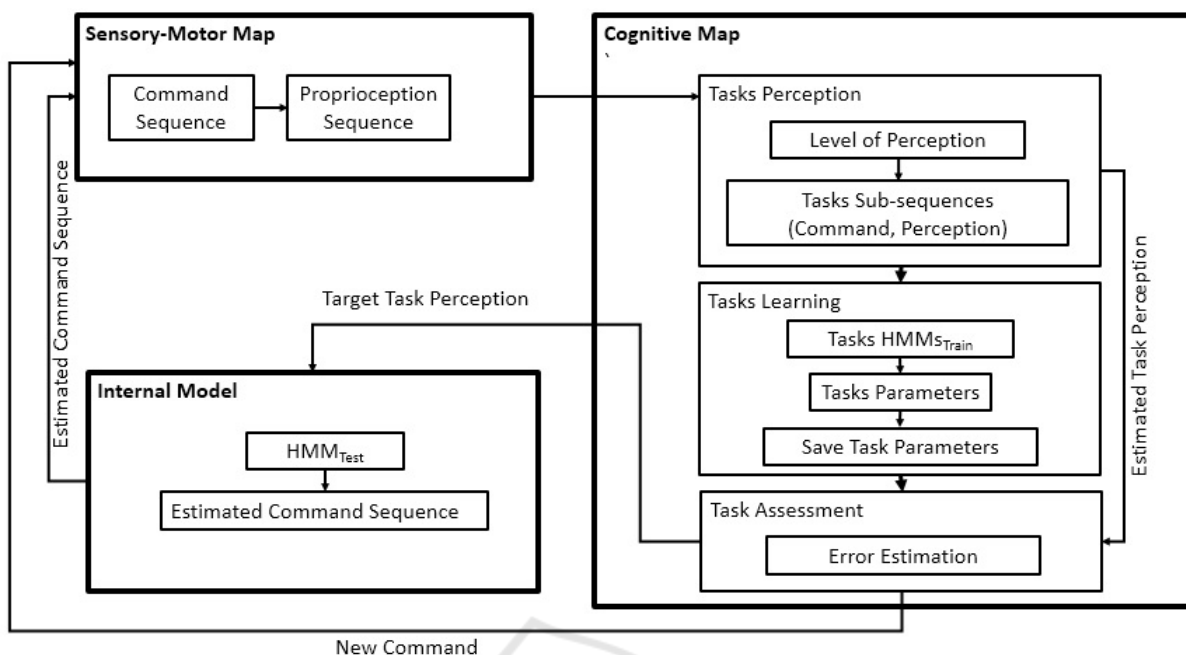 Sensory-Motor Map
Command
Sequence
Proprioception
Sequence
Cognitive Map
`
Tasks Perception
Level of Perception
Tasks Sub-sequences
(Command, Perception)
Estimated Command Sequence
Estimated Task Perception
Target Task Perception
Tasks Learning
Tasks HMMsTrain
Tasks Parameters
Save Task Parameters
Internal Model
HMMTest
Estimated Command Sequence
Task Assessment
Error Estimation
New Command